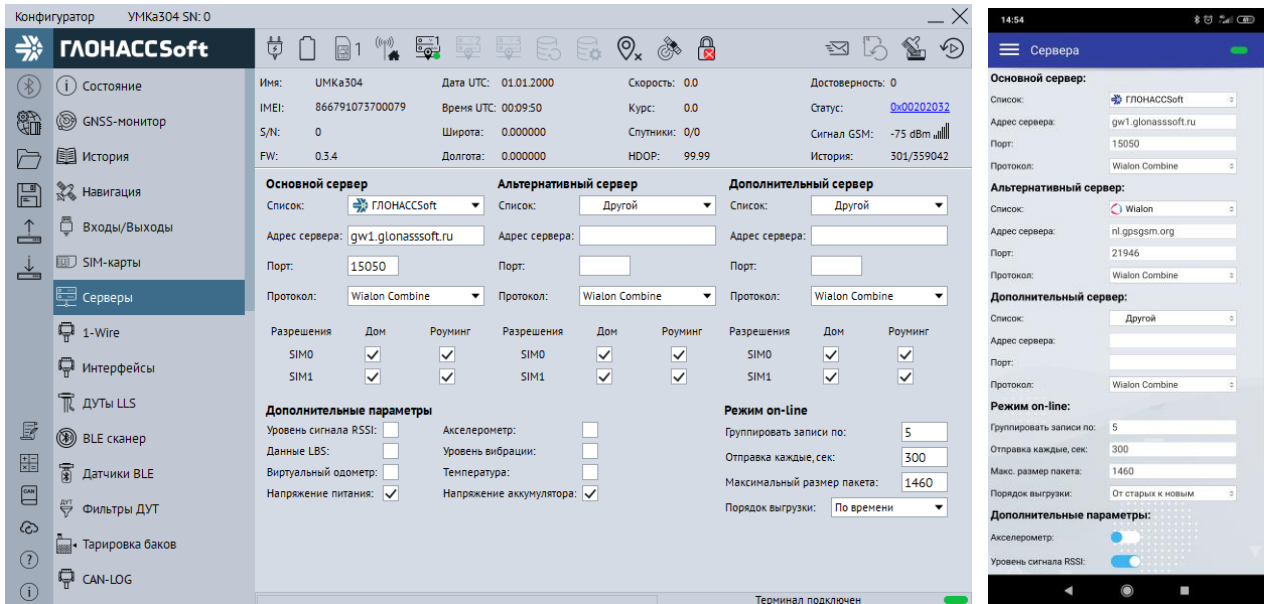 Конфигуратор УМКа304 SN: 0
ГЛОНАССSoft
1
Состояние
GNSS-монитор
История
Навигация
Входы/Выходы
SIM-карты
Серверы
1-Wire
Интерфейсы
ДУТы LLS
BLE сканер
Датчики BLE
Фильтры ДУТ
Тарировка баков
CAN-LOG
Имя: UMKa304 Дата UTC: 01.01.2000 Скорость: 0.0 Достоверность: 0
IMEI: 866791073700079 Время UTC: 00:09:50 Курс: 0.0 Статус: 0x00202032
S/N: 0 Широта: 0.000000 Спутники: 0/0 Сигнал GSM: -75 dBm
FW: 0.3.4 Долгота: 0.000000 HDOP: 99.99 История: 301/359042
Основной сервер Альтернативный сервер Дополнительный сервер
Список: ГЛОНАССSoft Список: Другой Список: Другой
Адрес сервера: gw1.glonasssoft.ru Адрес сервера: Адрес сервера:
Порт: 15050 Порт: Порт:
Протокол: Wialon Combine Протокол: Wialon Combine Протокол: Wialon Combine
Разрешения Дом Роуминг Разрешения Дом Роуминг Разрешения Дом Роуминг
SIM0 SIM0 SIM0
SIM1 SIM1 SIM1
Дополнительные параметры Режим on-line
Уровень сигнала RSSI: Акселерометр: Группировать записи по: 5
Данные LBS: Уровень вибрации: Отправка каждые, сек: 300
Виртуальный одометр: Температура: Максимальный размер пакета: 1460
Напряжение питания: Напряжение аккумулятора: Порядок выгрузки: По времени
Терминал подключен
14:54
Сервера
Основной сервер:
Список: ГЛОНАССSoft
Адрес сервера: gw1.glonasssoft.ru
Порт: 15050
Протокол: Wialon Combine
Альтернативный сервер:
Список: Wialon
Адрес сервера: nl.gpsgsm.org
Порт: 21946
Протокол: Wialon Combine
Дополнительный сервер:
Список: Другой
Адрес сервера:
Порт:
Протокол: Wialon Combine
Режим on-line:
Группировать записи по: 5
Отправка каждые, сек: 300
Макс. размер пакета: 1460
Порядок выгрузки: От старых к новым
Дополнительные параметры:
Акселерометр:
Уровень сигнала RSSI: